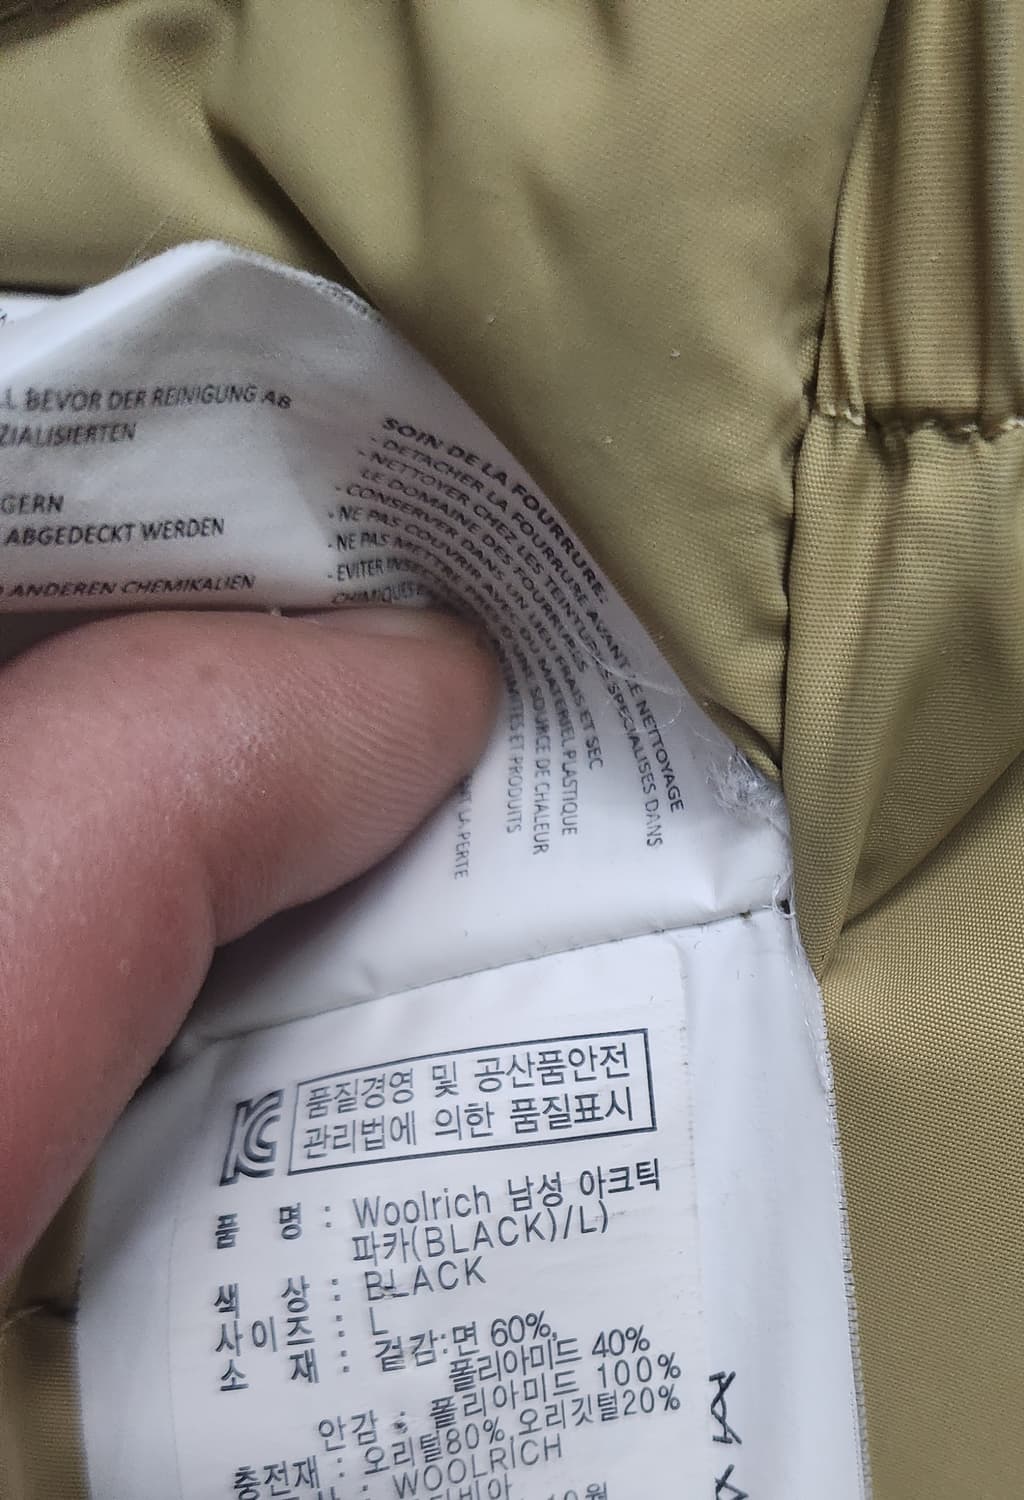 BEVOR DER REINIGUNG AB
ZIALISIERTEN
GERN
ABGEDECKT WERDEN
ANDEREN CHEMIKALIEN
SOIN DE LA FOURRURE.
- DETACHER LA FOURRURE AVANT LE NETTOYAGE
- NETTOYER CHEZ LES TEINTURIERS SPECIALISES DANS
LE DOMAINE DES FOURRURES.
- CONSERVER DANS UN LIEU FRAIS ET SEC
- NE PAS COUVRIR AVEC DU MATERIEL PLASTIQUE
- NE PAS METTRE PRES D'UNE SOURCE DE CHALEUR
- EVITER ET PRODUITS
CHIMIQUES LA PERTE
품질경영 및 공산품안전
관리법에 의한 품질표시
품 명 : Woolrich 남성 아크틱
파카(BLACK)/L)
색 상 : BLACK
사이즈 : L
소 재 : 겉감:면 60%,
폴리아미드 40%
안감 : 폴리아미드 100%
충전재 : 오리털80% 오리깃털20%
: WOOLRICH